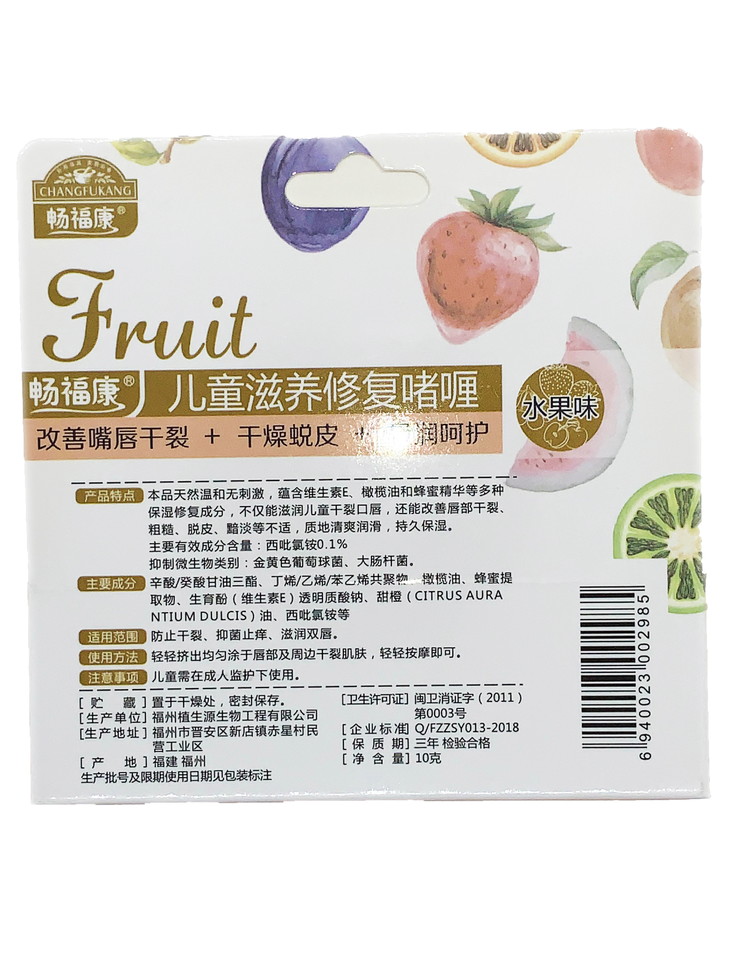 CHANGFUKANG
畅福康®
Fruit
畅福康® 儿童滋养修复啫喱
水果味
改善嘴唇干裂 + 干燥蜕皮 + 润呵护
产品特点 本品天然温和无刺激，蕴含维生素E、橄榄油和蜂蜜精华等多种
保湿修复成分，不仅能滋润儿童干裂口唇，还能改善唇部干裂、
粗糙、脱皮、黯淡等不适，质地清爽润滑，持久保湿。
主要有效成分含量：西吡氯铵0.1%
抑制微生物类别：金黄色葡萄球菌、大肠杆菌。
主要成分 辛酸/癸酸甘油三酯、丁烯/乙烯/苯乙烯共聚物、橄榄油、蜂蜜提
取物、生育酚（维生素E）透明质酸钠、甜橙（CITRUS AURA
NTIUM DULCIS）油、西吡氯铵等
适用范围 防止干裂、抑菌止痒、滋润双唇。
使用方法 轻轻挤出均匀涂于唇部及周边干裂肌肤，轻轻按摩即可。
注意事项 儿童需在成人监护下使用。
[贮 藏] 置于干燥处，密封保存。
[生产单位] 福州植生源生物工程有限公司
[生产地址] 福州市晋安区新店镇赤星村民
营工业区
[产 地] 福建 福州
生产批号及限期使用日期见包装标注
[卫生许可证] 闽卫消证字（2011）
第0003号
[企业标准] Q/FZZSY013-2018
[保 质 期] 三年 检验合格
[净 含 量] 10克
6 940023 002985